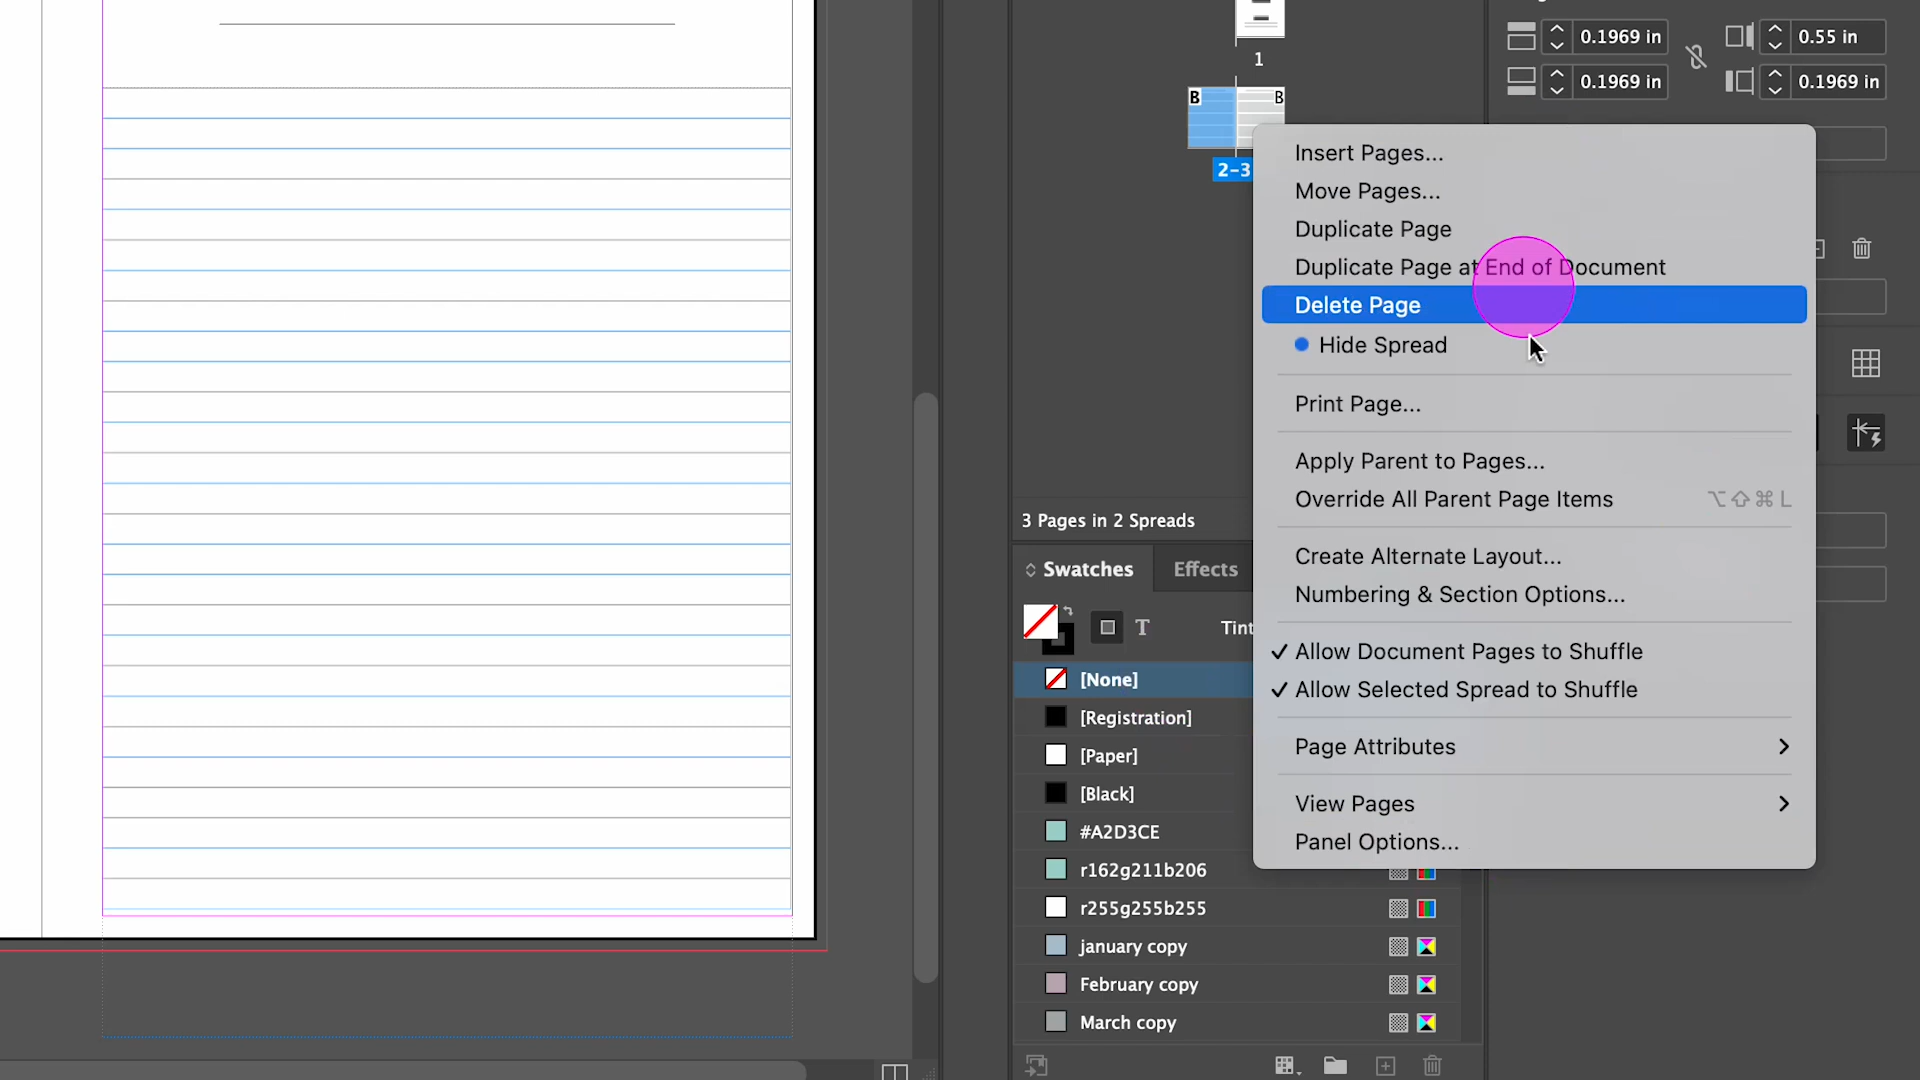 0.1969 in
0.55 in
1
0.1969 in
0.1969 in
B
B
2-3
Insert Pages...
Move Pages...
Duplicate Page
Duplicate Page at End of Document
Delete Page
Hide Spread
Print Page...
Apply Parent to Pages...
Override All Parent Page Items ⌥⇧⌘L
Create Alternate Layout...
Numbering & Section Options...
✓ Allow Document Pages to Shuffle
✓ Allow Selected Spread to Shuffle
Page Attributes
View Pages
Panel Options...
3 Pages in 2 Spreads
Swatches
Effects
T
Tint
[None]
[Registration]
[Paper]
[Black]
#A2D3CE
r162g211b206
r255g255b255
january copy
February copy
March copy